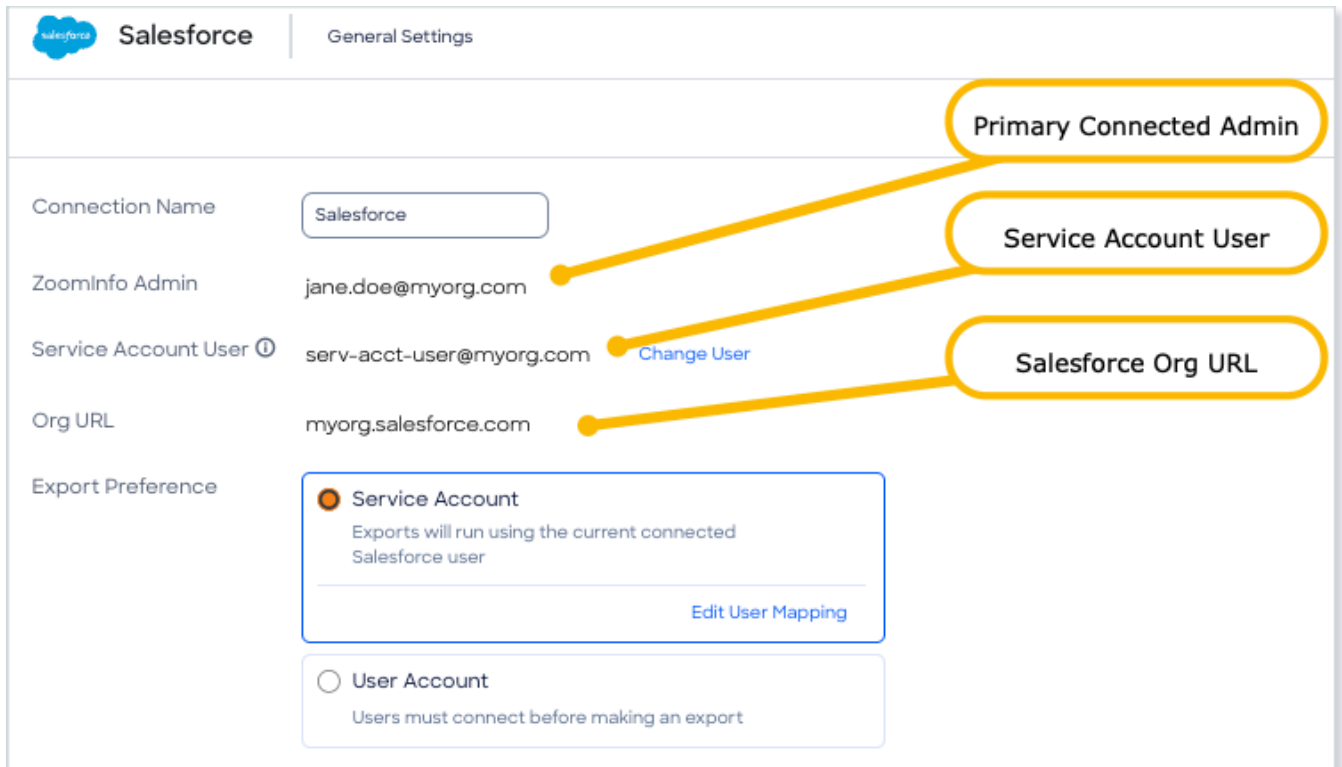 salesforce
Salesforce
General Settings
Primary Connected Admin
Connection Name
Salesforce
Service Account User
ZoomInfo Admin
jane.doe@myorg.com
Service Account User
serv-acct-user@myorg.com
Change User
Salesforce Org URL
Org URL
myorg.salesforce.com
Export Preference
Service Account
Exports will run using the current connected
Salesforce user
Edit User Mapping
User Account
Users must connect before making an export